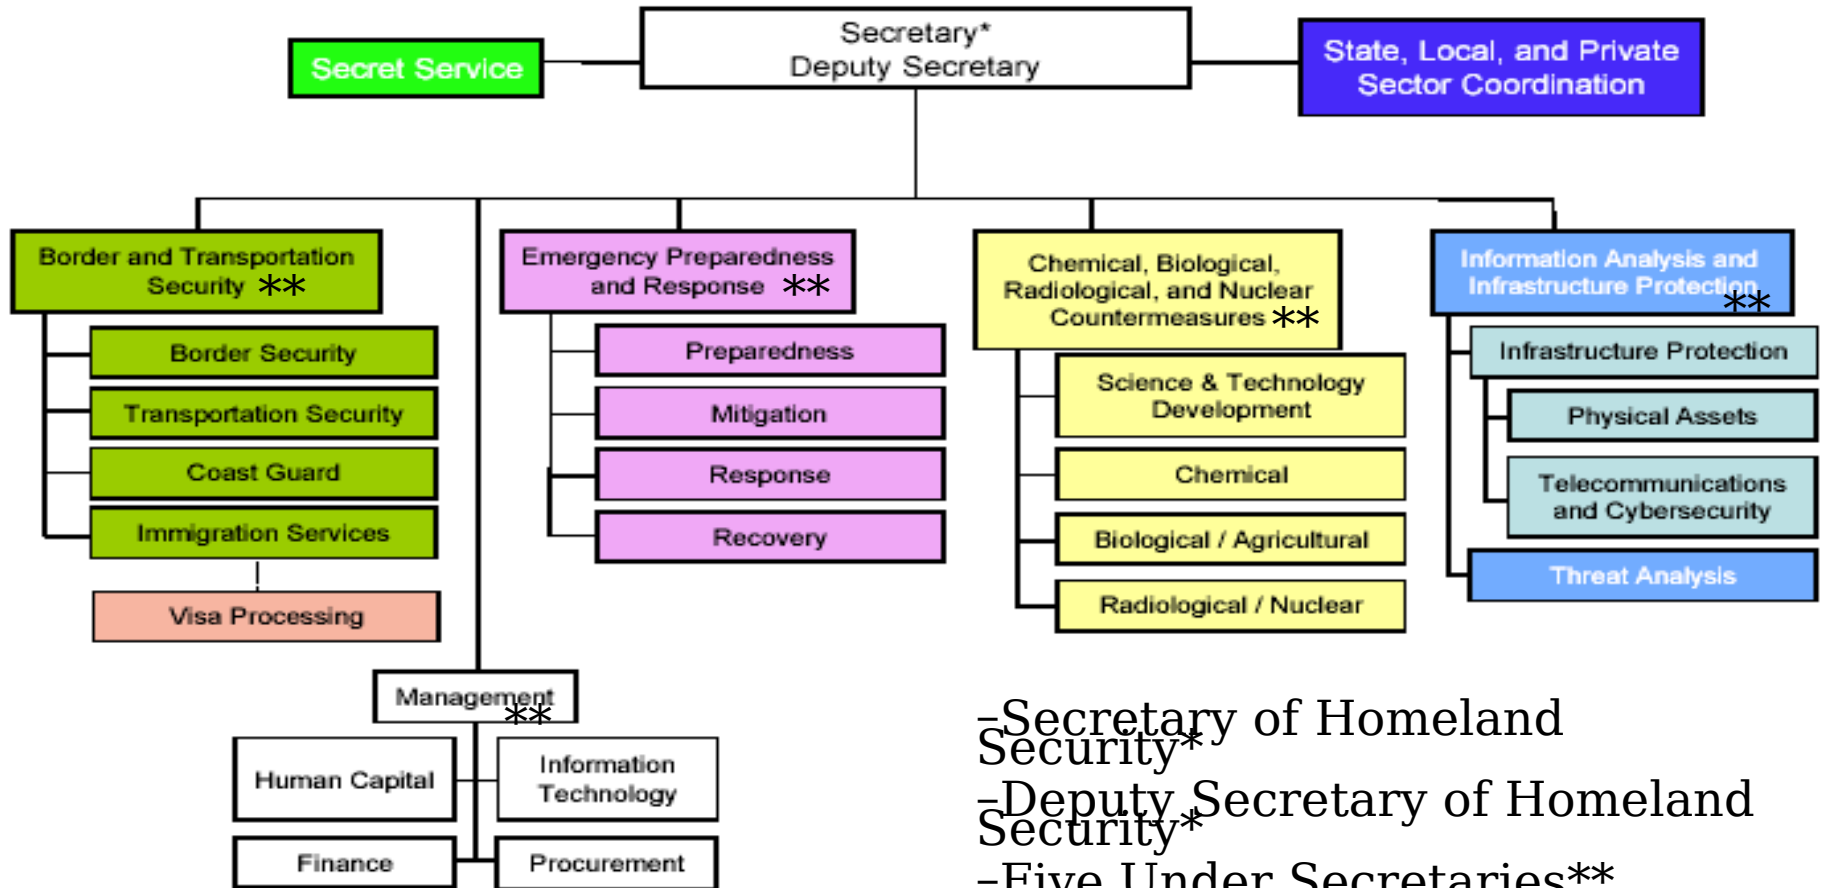 Secretary*
Deputy Secretary
Secret Service
State, Local, and Private
Sector Coordination
Border and Transportation
Security **
Border Security
Transportation Security
Coast Guard
Immigration Services
Visa Processing
Emergency Preparedness
and Response **
Preparedness
Mitigation
Response
Recovery
Chemical, Biological,
Radiological, and Nuclear
Countermeasures **
Science & Technology
Development
Chemical
Biological / Agricultural
Radiological / Nuclear
Information Analysis and
Infrastructure Protection
**
Infrastructure Protection
Physical Assets
Telecommunications
and Cybersecurity
Threat Analysis
Management
**
Human Capital
Information
Technology
Finance
Procurement
–Secretary of Homeland
Security*
–Deputy Secretary of Homeland
Security*
–Five Under Secretaries**